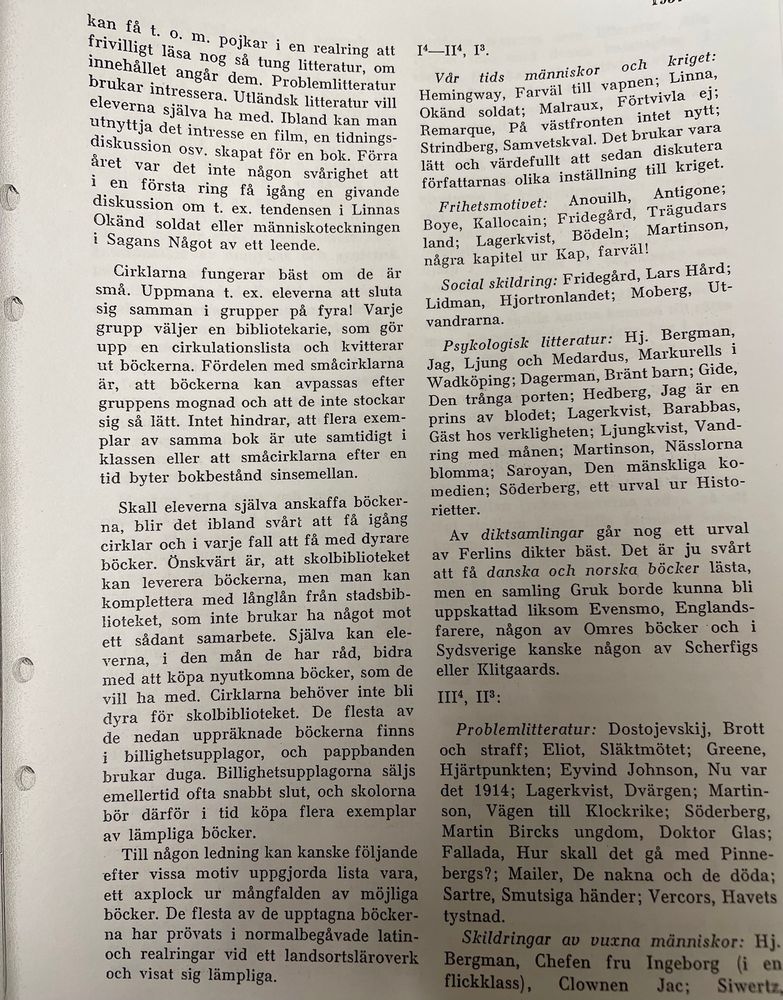 kan få t. o. m. pojkar i en realring att
frivilligt läsa nog så tung litteratur, om
innehållet angår dem. Problemlitteratur
brukar intressera. Utländsk litteratur vill
eleverna själva ha med. Ibland kan man
utnyttja det intresse en film, en tidnings-
diskussion osv. skapat för en bok. Förra
året var det inte någon svårighet att
i en första ring få igång en givande
diskussion om t. ex. tendensen i Linnas
Okänd soldat eller människoteckningen
i Sagans Något av ett leende.
Cirklarna fungerar bäst om de är
små. Uppmana t. ex. eleverna att sluta
sig samman i grupper på fyra! Varje
grupp väljer en bibliotekarie, som gör
upp en cirkulationslista och kvitterar
ut böckerna. Fördelen med småcirklarna
är, att böckerna kan avpassas efter
gruppens mognad och att de inte stockar
sig så lätt. Intet hindrar, att flera exem-
plar av samma bok är ute samtidigt i
klassen eller att småcirklarna efter en
tid byter bokbestånd sinsemellan.
Skall eleverna själva anskaffa böcker-
na, blir det ibland svårt att få igång
cirklar och i varje fall att få med dyrare
böcker. Önskvärt är, att skolbiblioteket
kan leverera böckerna, men man kan
komplettera med långlån från stadsbib-
lioteket, som inte brukar ha något mot
ett sådant samarbete. Själva kan ele-
verna, i den mån de har råd, bidra
med att köpa nyutkomna böcker, som de
vill ha med. Cirklarna behöver inte bli
dyra för skolbiblioteket. De flesta av
de nedan uppräknade böckerna finns
i billighetsupplagor, och pappbanden
brukar duga. Billighetsupplagorna säljs
emellertid ofta snabbt slut, och skolorna
bör därför i tid köpa flera exemplar
av lämpliga böcker.
Till någon ledning kan kanske följande
efter vissa motiv uppgjorda lista vara,
ett axplock ur mångfalden av möjliga
böcker. De flesta av de upptagna böcker-
na har prövats i normalbegåvade latin-
och realringar vid ett landsortsläroverk
och visat sig lämpliga.
I⁴—II⁴, I³.
Vår tids människor och kriget:
Hemingway, Farväl till vapnen; Linna,
Okänd soldat; Malraux, Förtvivla ej;
Remarque, På västfronten intet nytt;
Strindberg, Samvetskval. Det brukar vara
lätt och värdefullt att sedan diskutera
författarnas olika inställning till kriget.
Frihetsmotivet: Anouilh, Antigone;
Boye, Kallocain; Fridegård, Trägudars
land; Lagerkvist, Bödeln; Martinson,
några kapitel ur Kap, farväl!
Social skildring: Fridegård, Lars Hård;
Lidman, Hjortronlandet; Moberg, Ut-
vandrarna.
Psykologisk litteratur: Hj. Bergman,
Jag, Ljung och Medardus, Markurells i
Wadköping; Dagerman, Bränt barn; Gide,
Den trånga porten; Hedberg, Jag är en
prins av blodet; Lagerkvist, Barabbas,
Gäst hos verkligheten; Ljungkvist, Vand-
ring med månen; Martinson, Nässlorna
blomma; Saroyan, Den mänskliga ko-
medien; Söderberg, ett urval ur Histo-
rietter.
Av diktsamlingar går nog ett urval
av Ferlins dikter bäst. Det är ju svårt
att få danska och norska böcker lästa,
men en samling Gruk borde kunna bli
uppskattad liksom Evensmo, Englands-
farere, någon av Omres böcker och i
Sydsverige kanske någon av Scherfigs
eller Klitgaards.
III⁴, II³:
Problemlitteratur: Dostojevskij, Brott
och straff; Eliot, Släktmötet; Greene,
Hjärtpunkten; Eyvind Johnson, Nu var
det 1914; Lagerkvist, Dvärgen; Martin-
son, Vägen till Klockrike; Söderberg,
Martin Bircks ungdom, Doktor Glas;
Fallada, Hur skall det gå med Pinne-
bergs?; Mailer, De nakna och de döda;
Sartre, Smutsiga händer; Vercors, Havets
tystnad.
Skildringar av vuxna människor: Hj.
Bergman, Chefen fru Ingeborg (i en
flickklass), Clownen Jac; Siwertz,